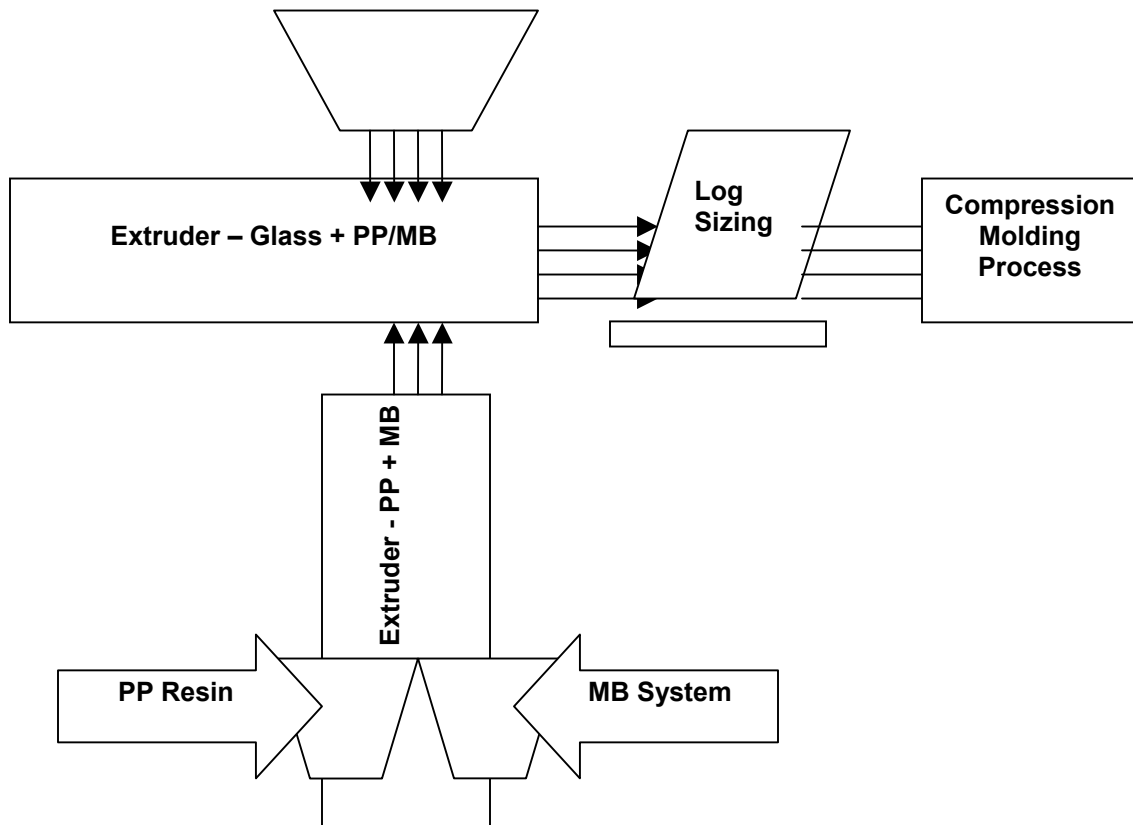 Extruder – Glass + PP/MB
Log
Sizing
Compression
Molding
Process
Extruder - PP + MB
PP Resin
MB System